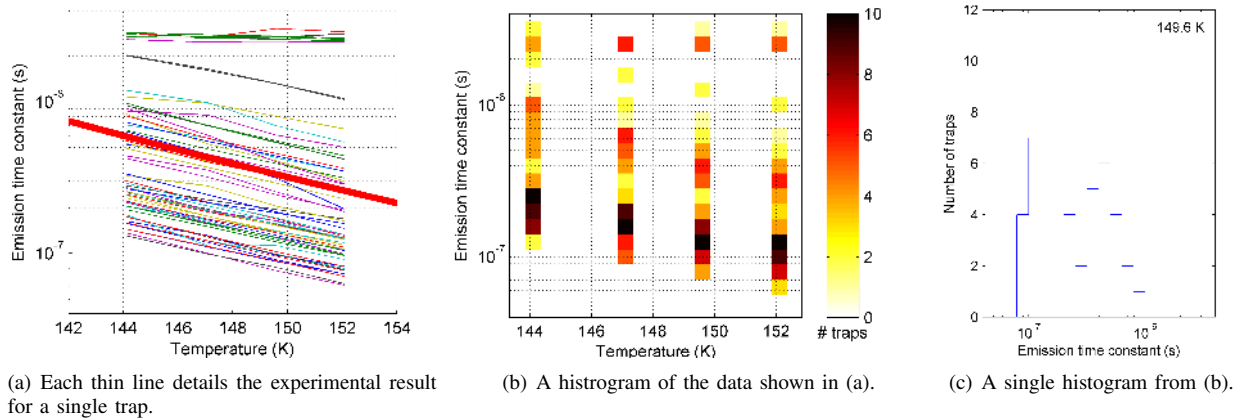 Emission time constant (s)
10⁻⁶
10⁻⁷
142 144 146 148 150 152 154
Temperature (K)
(a) Each thin line details the experimental result
for a single trap.
Emission time constant (s)
10⁻⁶
10⁻⁷
144 146 148 150 152
Temperature (K)
10
8
6
4
2
0
# traps
(b) A histrogram of the data shown in (a).
149.6 K
Number of traps
12
10
8
6
4
2
0
10⁻⁷
Emission time constant (s)
(c) A single histogram from (b).